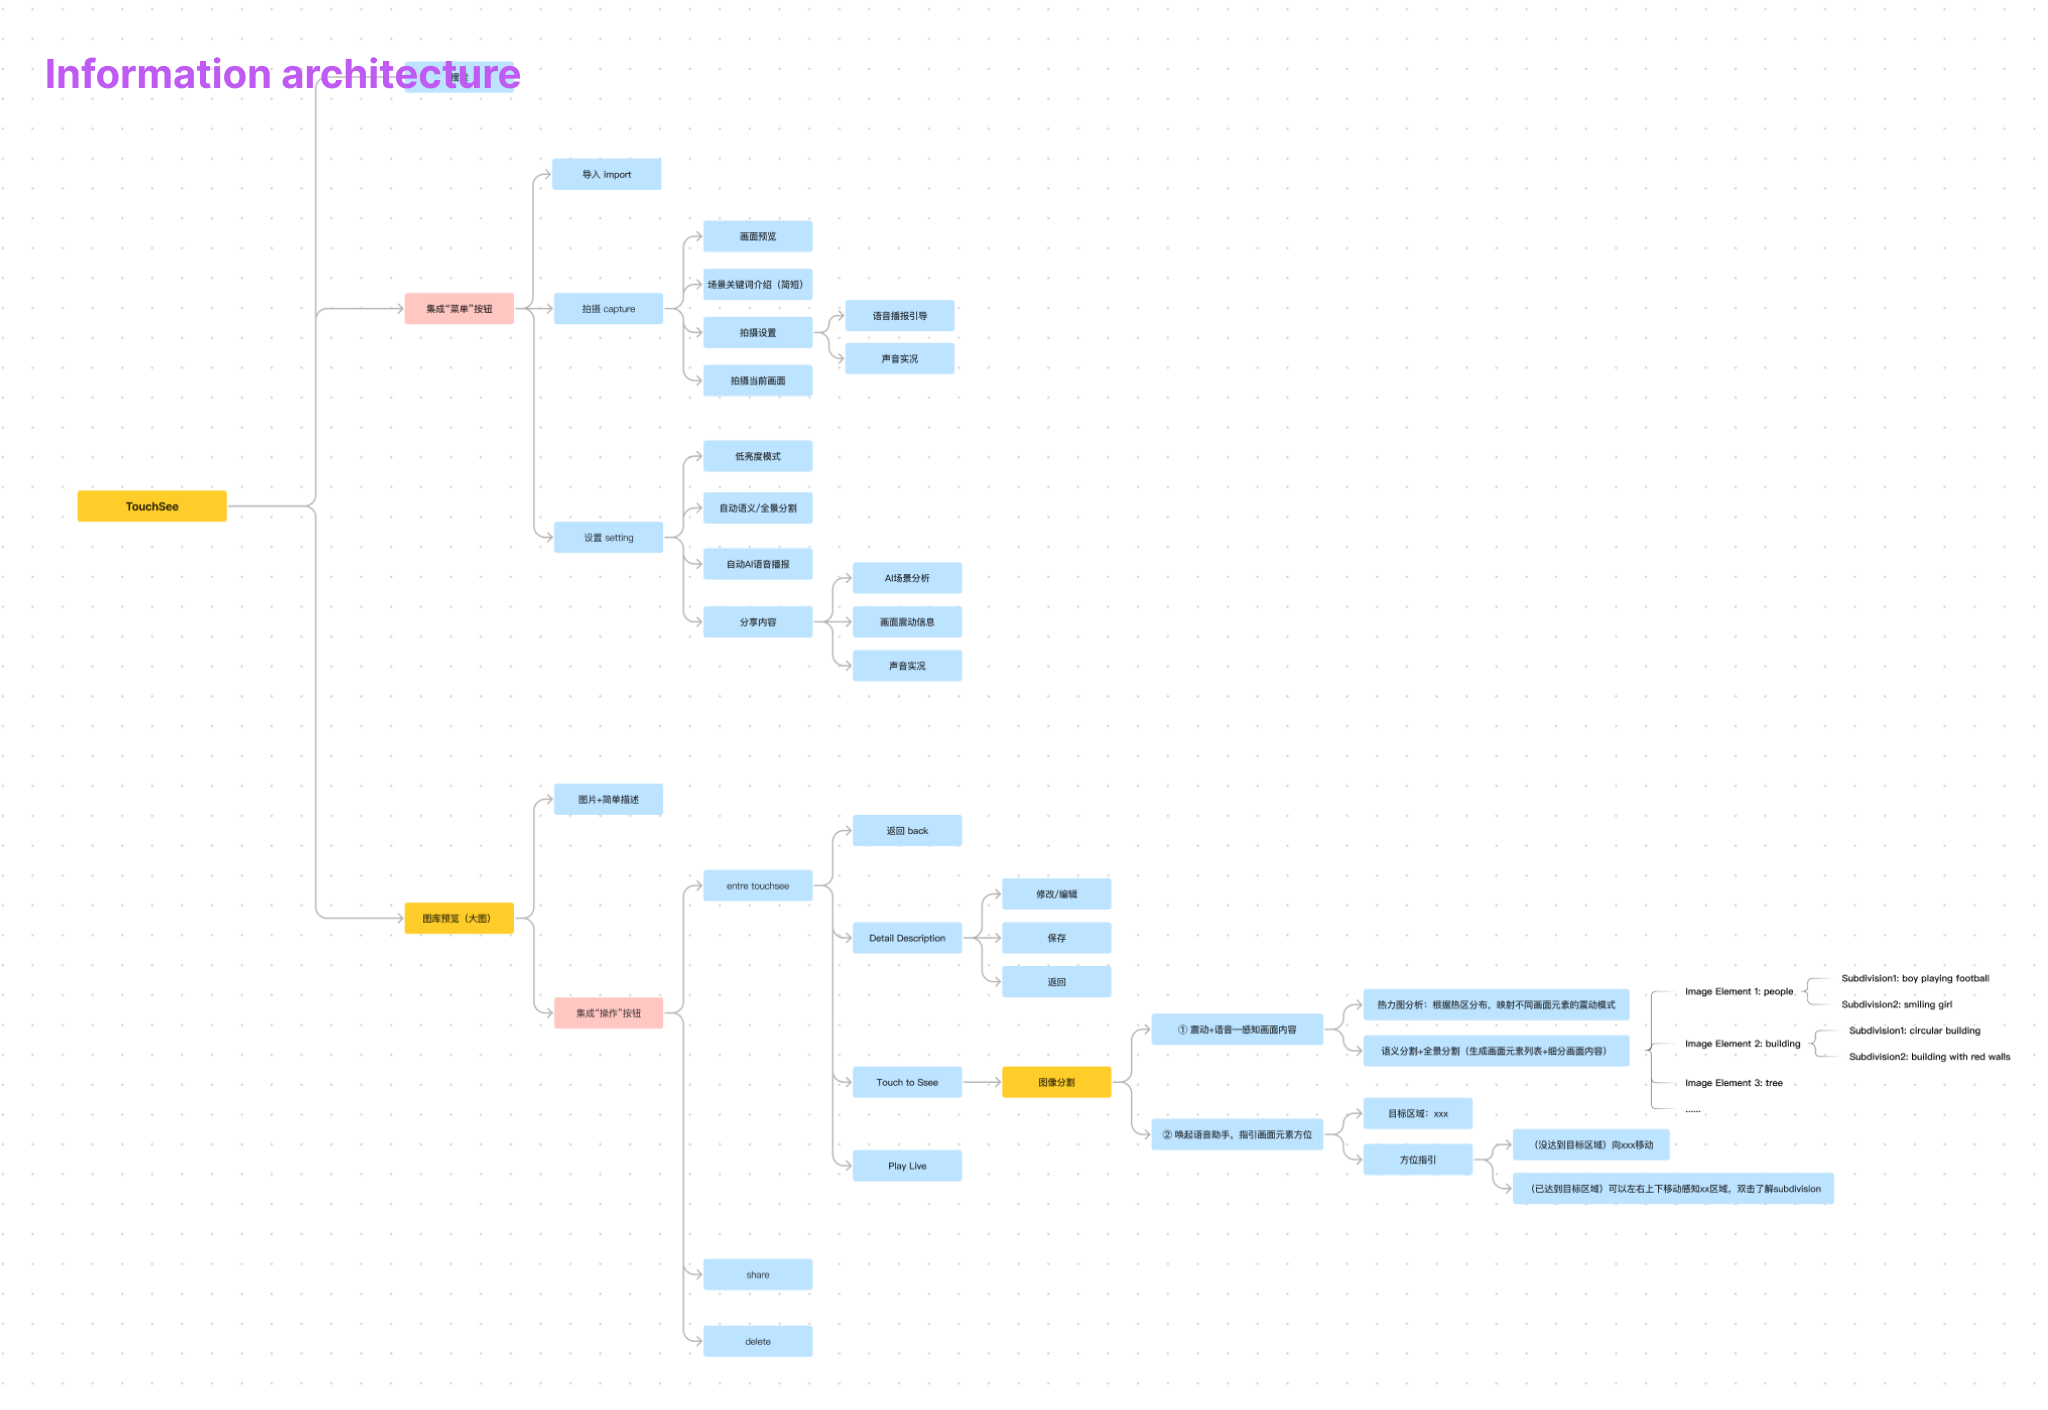 Information architecture
导入 import
画面预览
场景关键词介绍（简短）
集成“菜单”按钮
拍摄 capture
语音播报引导
拍摄设置
声音实况
拍摄当前画面
低亮度模式
TouchSee
自动语义/全景分割
设置 setting
自动AI语音播报
AI场景分析
分享内容
画面震动信息
声音实况
图片+简单描述
返回 back
entre touchsee
修改/编辑
图库预览（大图）
Detail Description
保存
返回
集成“操作”按钮
Subdivision1: boy playing football
Image Element 1: people
Subdivision2: smiling girl
热力图分析：根据热区分布，映射不同画面元素的震动模式
① 震动+语音—感知画面内容
Subdivision1: circular building
Image Element 2: building
语义分割+全景分割（生成画面元素列表+细分画面内容）
Subdivision2: building with red walls
Touch to Ssee
图像分割
Image Element 3: tree
......
目标区域：xxx
② 唤起语音助手，指引画面元素方位
（没达到目标区域）向xxx移动
方位指引
Play Live
（已达到目标区域）可以左右上下移动感知xx区域，双击了解subdivision
share
delete